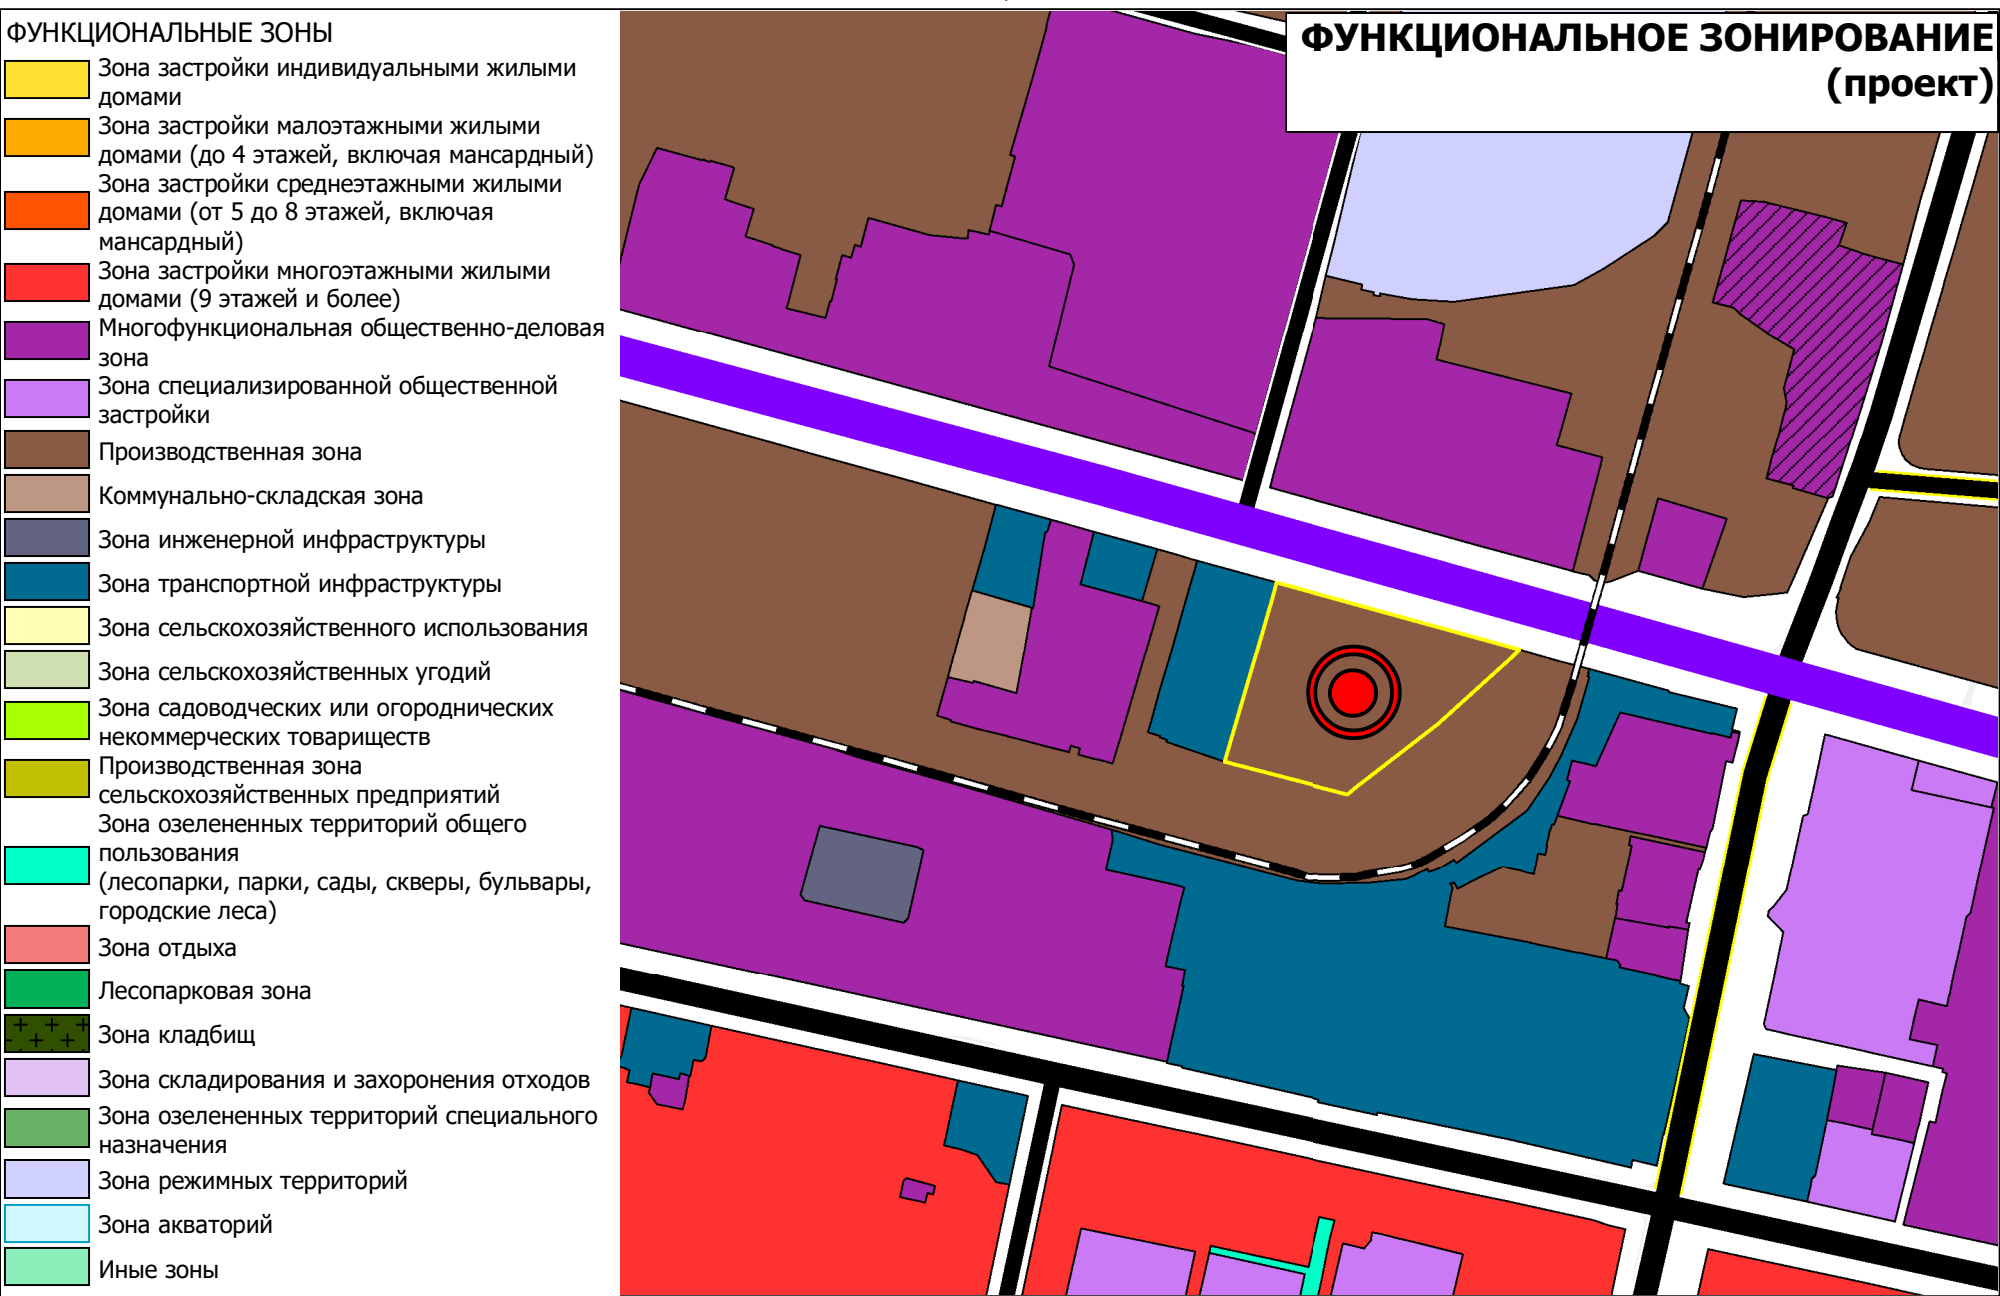 ФУНКЦИОНАЛЬНЫЕ ЗОНЫ
Зона застройки индивидуальными жилыми
домами
Зона застройки малоэтажными жилыми
домами (до 4 этажей, включая мансардный)
Зона застройки среднеэтажными жилыми
домами (от 5 до 8 этажей, включая
мансардный)
Зона застройки многоэтажными жилыми
домами (9 этажей и более)
Многофункциональная общественно-деловая
зона
Зона специализированной общественной
застройки
Производственная зона
Коммунально-складская зона
Зона инженерной инфраструктуры
Зона транспортной инфраструктуры
Зона сельскохозяйственного использования
Зона сельскохозяйственных угодий
Зона садоводческих или огороднических
некоммерческих товариществ
Производственная зона
сельскохозяйственных предприятий
Зона озелененных территорий общего
пользования
(лесопарки, парки, сады, скверы, бульвары,
городские леса)
Зона отдыха
Лесопарковая зона
Зона кладбищ
Зона складирования и захоронения отходов
Зона озелененных территорий специального
назначения
Зона режимных территорий
Зона акваторий
Иные зоны
ФУНКЦИОНАЛЬНОЕ ЗОНИРОВАНИЕ
(проект)